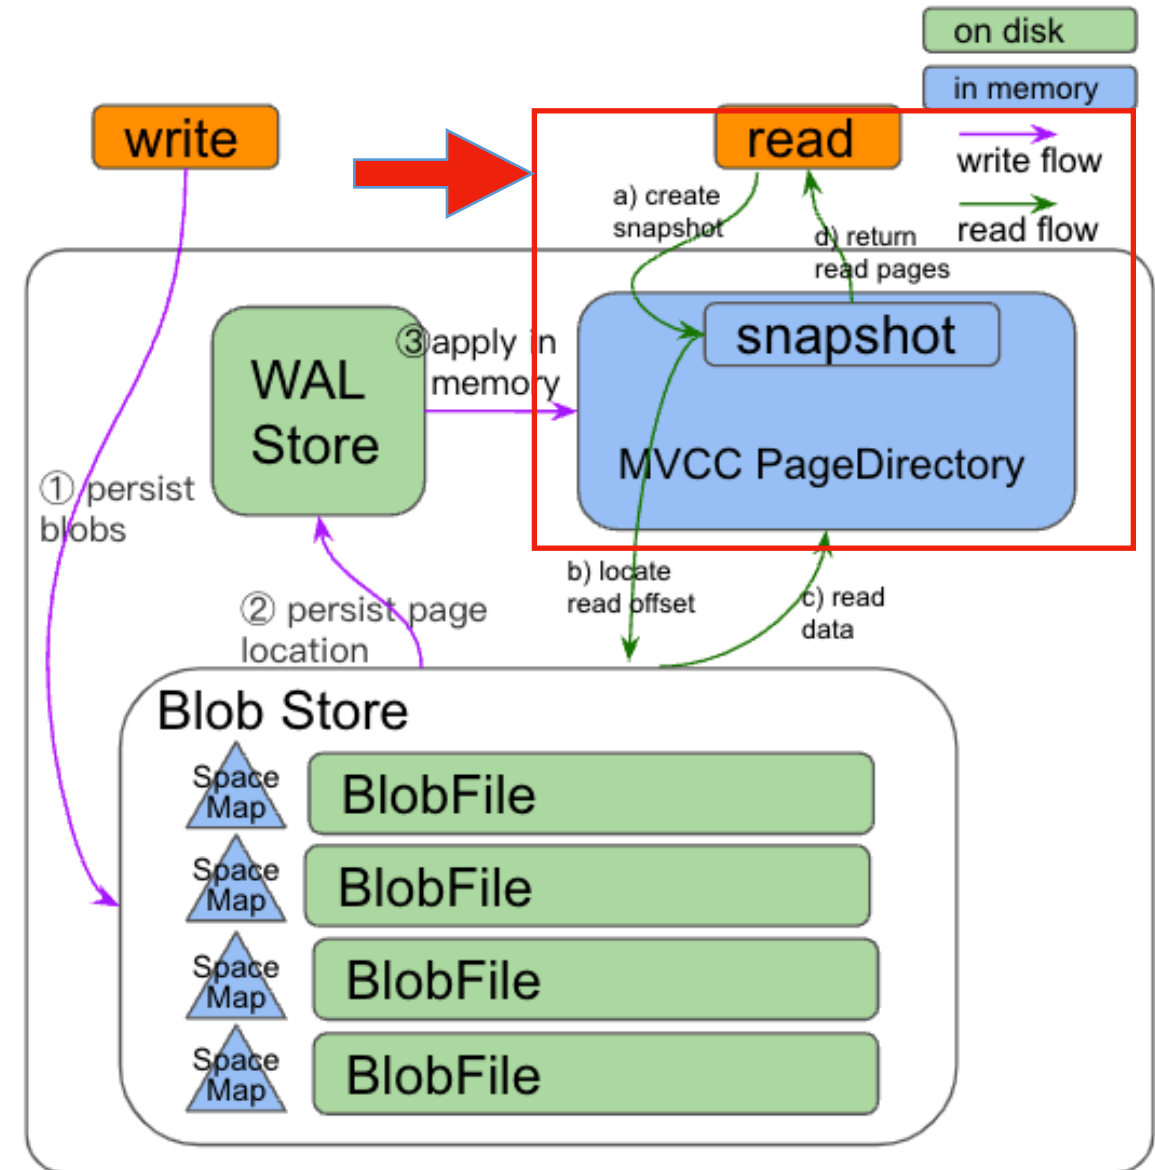 on disk
in memory
write
read
write flow
read flow
a) create
snapshot
d) return
read pages
snapshot
③apply in
memory
WAL
Store
MVCC PageDirectory
① persist
blobs
b) locate
read offset
c) read
data
② persist page
location
Blob Store
Space
Map
BlobFile
Space
Map
BlobFile
Space
Map
BlobFile
Space
Map
BlobFile